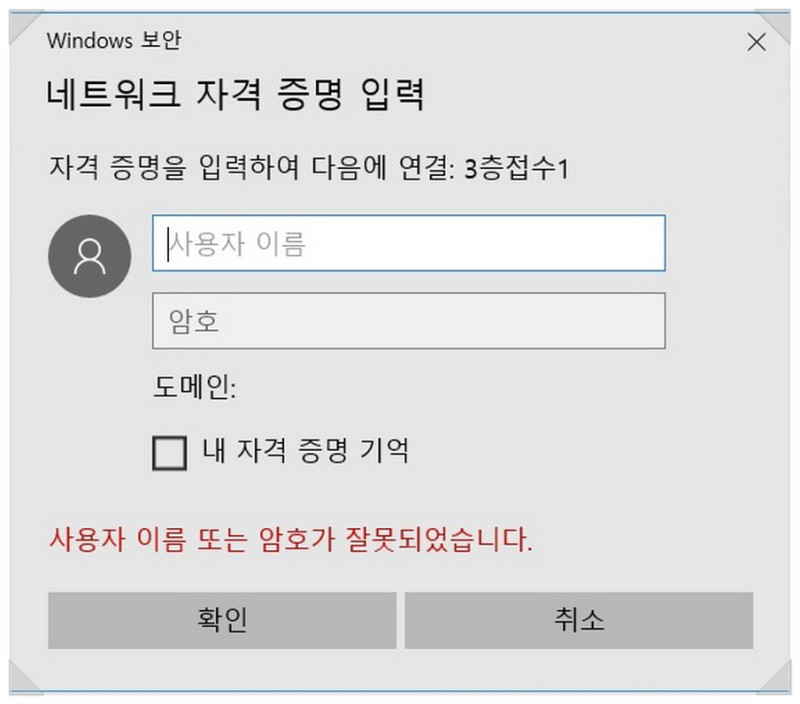 Windows 보안
네트워크 자격 증명 입력
자격 증명을 입력하여 다음에 연결: 3층접수1
사용자 이름
암호
도메인:
내 자격 증명 기억
사용자 이름 또는 암호가 잘못되었습니다.
확인
취소